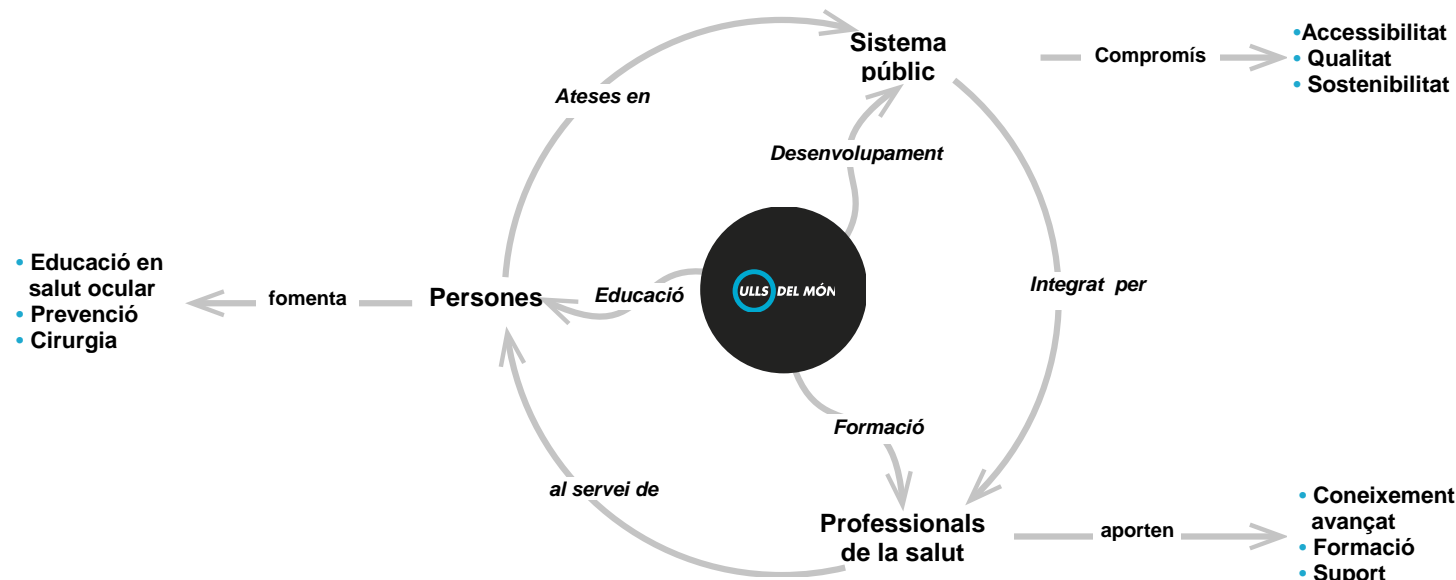 Sistema
públic
Compromís
•Accessibilitat
• Qualitat
• Sostenibilitat
Ateses en
Desenvolupament
• Educació en
salut ocular
• Prevenció
• Cirurgia
fomenta
Persones
Educació
ULLS DEL MÓN
Integrat per
Formació
al servei de
Professionals
de la salut
aporten
• Coneixement
avançat
• Formació
• Suport